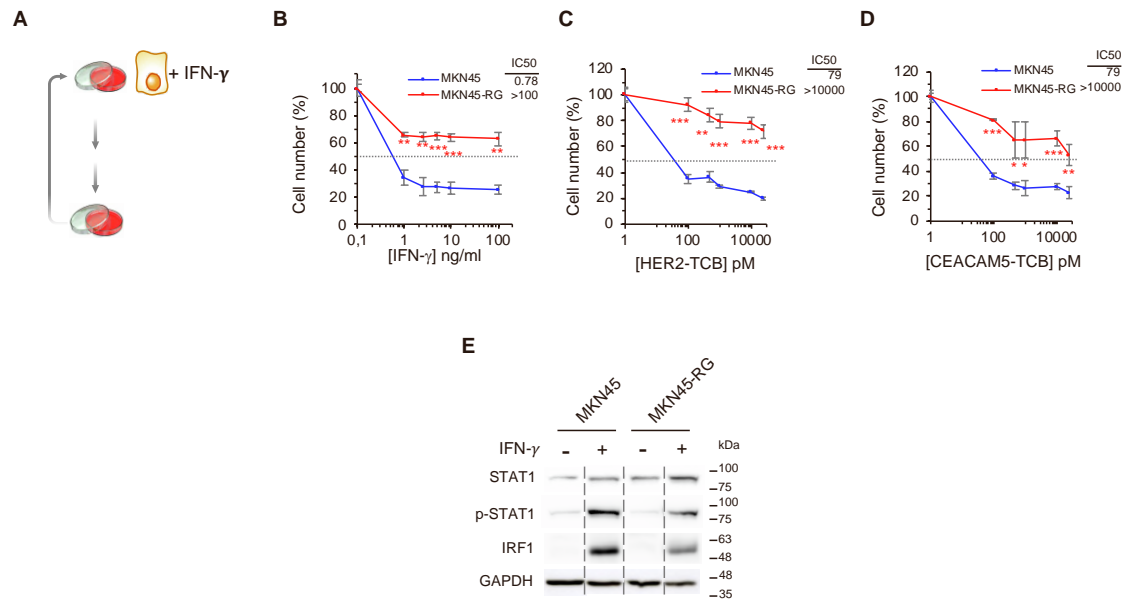 A
+ IFN-γ
B
MKN45
MKN45-RG
IC50
0.78
>100
Cell number (%)
120
100
80
60
40
20
0
** ** *** *** **
0,1 1 10 100
[IFN-γ] ng/ml
C
MKN45
MKN45-RG
IC50
79
>10000
Cell number (%)
120
100
80
60
40
20
0
*** ** *** *** ***
1 100 10000
[HER2-TCB] pM
D
MKN45
MKN45-RG
IC50
79
>10000
Cell number (%)
120
100
80
60
40
20
0
*** * * *** **
1 100 10000
[CEACAM5-TCB] pM
E
MKN45 MKN45-RG
IFN-γ - + - + kDa
STAT1
100
75
p-STAT1
100
75
IRF1
63
48
GAPDH
48
35